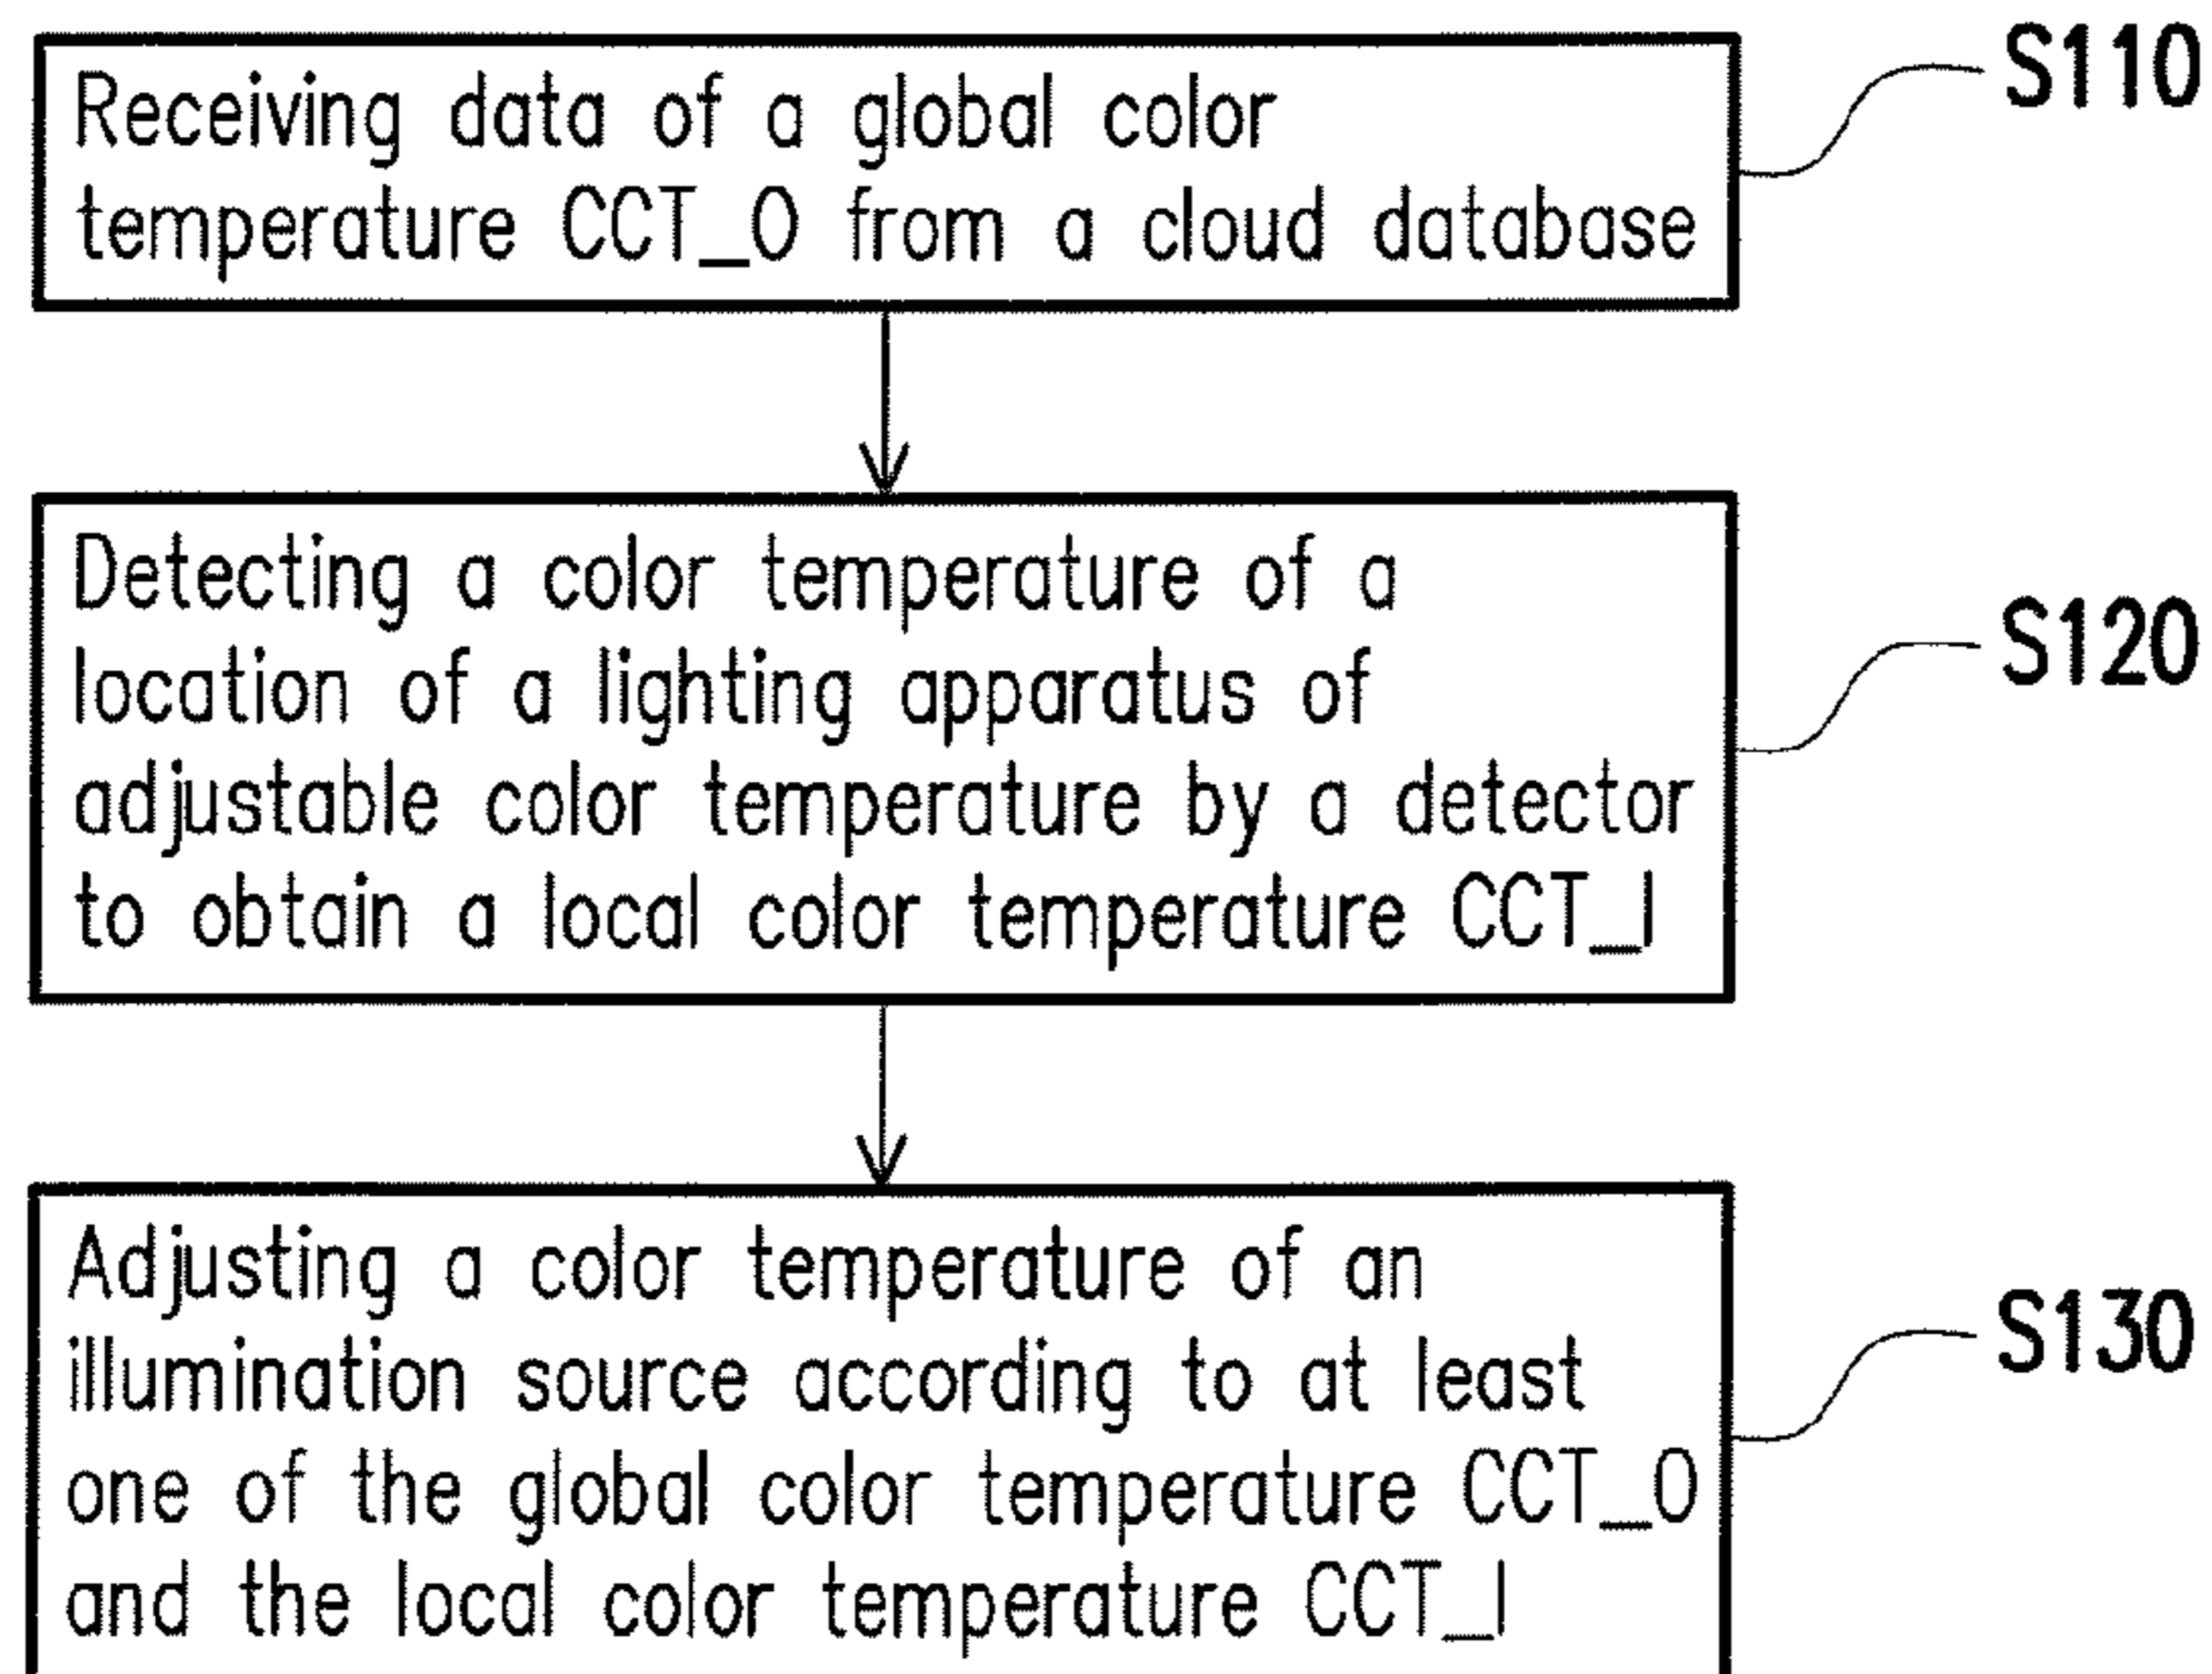 Receiving data of a global color
temperature CCT_O from a cloud database
S110
Detecting a color temperature of a
location of a lighting apparatus of
adjustable color temperature by a detector
to obtain a local color temperature CCT_I
S120
Adjusting a color temperature of an
illumination source according to at least
one of the global color temperature CCT_O
and the local color temperature CCT_I
S130